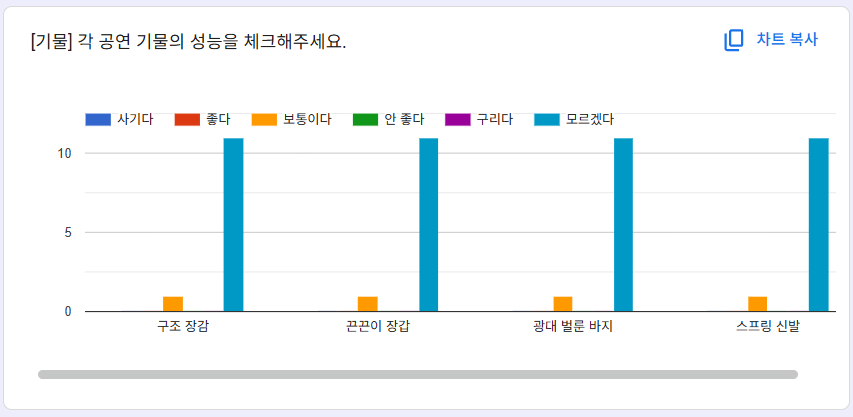 [기물] 각 공연 기물의 성능을 체크해주세요.
차트 복사
사기다 좋다 보통이다 안 좋다 구리다 모르겠다
10
5
0
구조 장감 끈끈이 장갑 광대 벌룬 바지 스프링 신발